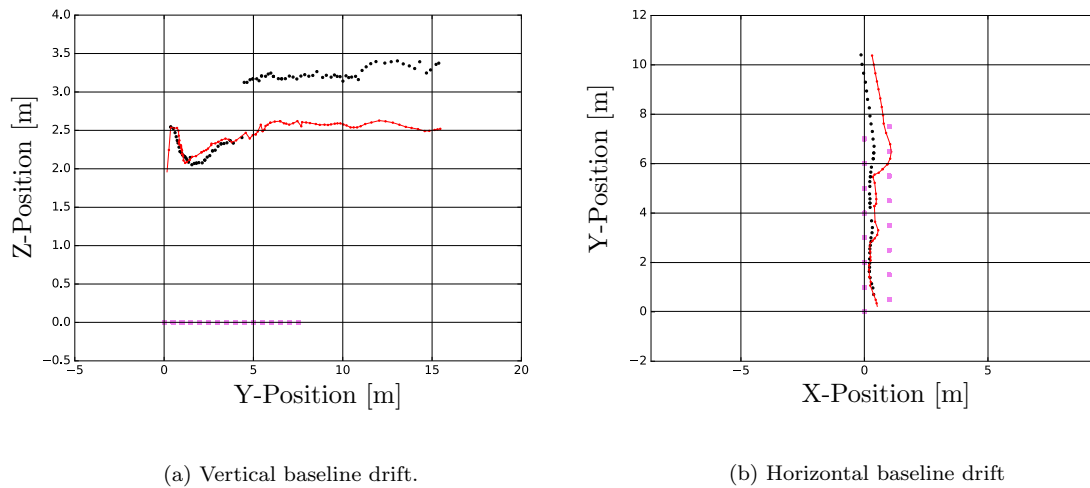 4.0
3.5
3.0
2.5
2.0
1.5
1.0
0.5
0.0
−0.5
Z-Position [m]
−5 0 5 10 15 20
Y-Position [m]
(a) Vertical baseline drift.
12
10
8
6
4
2
0
−2
Y-Position [m]
−5 0 5
X-Position [m]
(b) Horizontal baseline drift